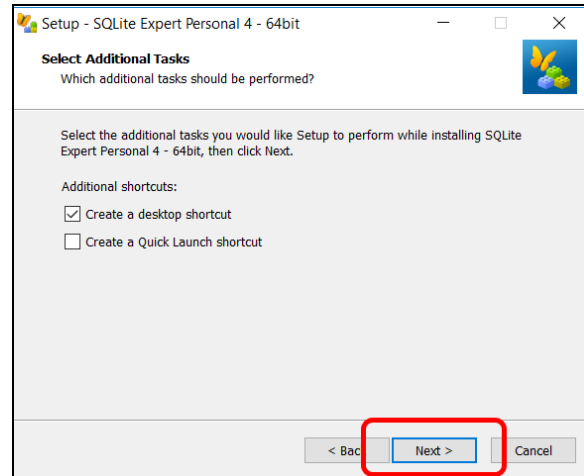 Setup - SQLite Expert Personal 4 - 64bit
Select Additional Tasks
Which additional tasks should be performed?
Select the additional tasks you would like Setup to perform while installing SQLite
Expert Personal 4 - 64bit, then click Next.
Additional shortcuts:
Create a desktop shortcut
Create a Quick Launch shortcut
< Bac Next > Cancel